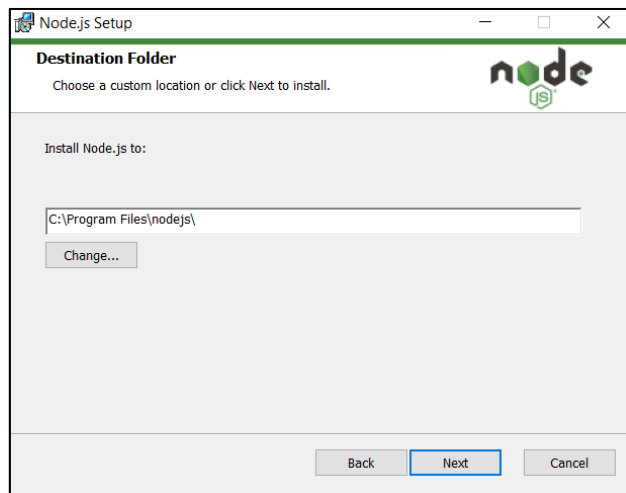 Node.js Setup
Destination Folder
Choose a custom location or click Next to install.
node
JS
Install Node.js to:
C:\Program Files\nodejs\
Change...
Back Next Cancel